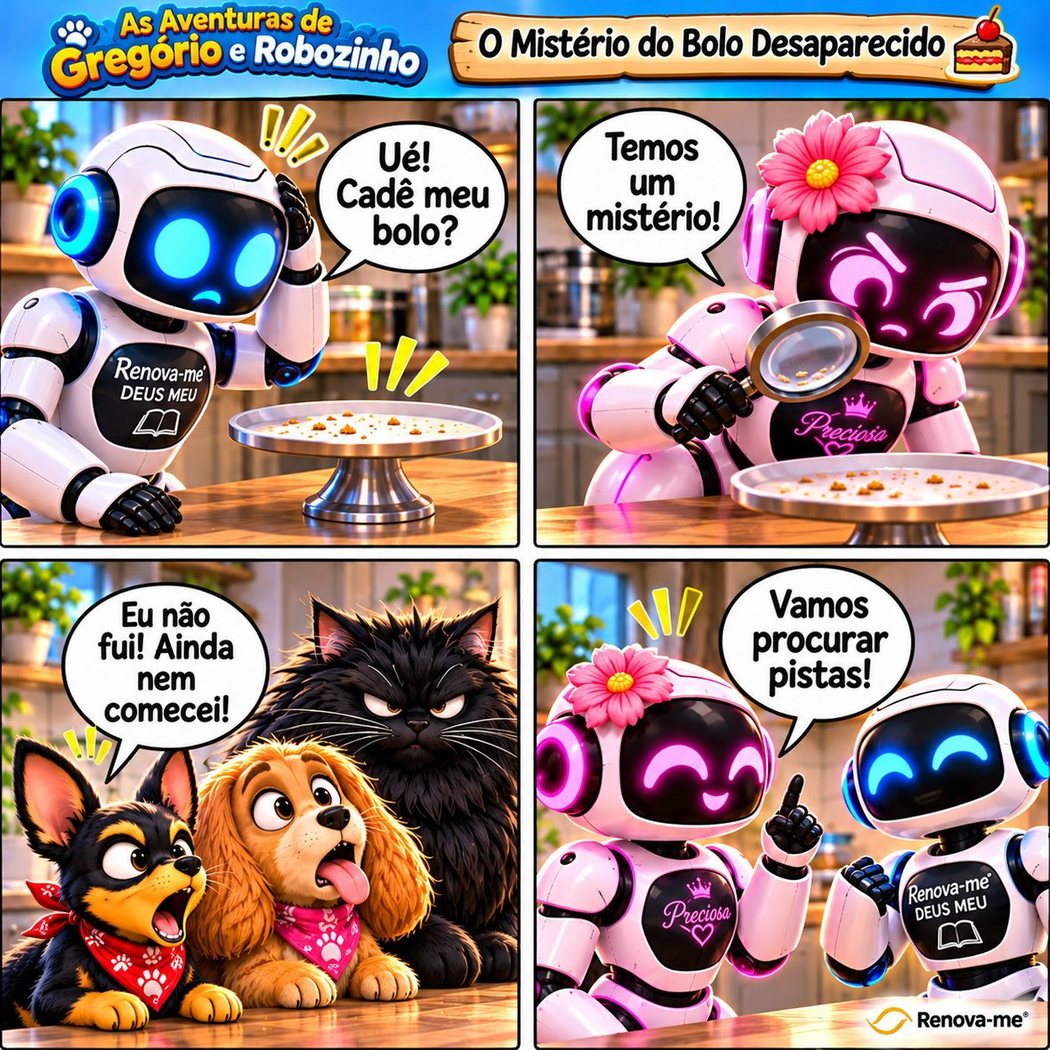 As Aventuras de
Gregório e Robozinho
O Mistério do Bolo Desaparecido
Ué!
Cadê meu
bolo?
Renova-me®
DEUS MEU
Temos
um
mistério!
Preciosa
Eu não
fui! Ainda
nem
comecei!
Vamos
procurar
pistas!
Preciosa
Renova-me®
DEUS MEU
Renova-me®